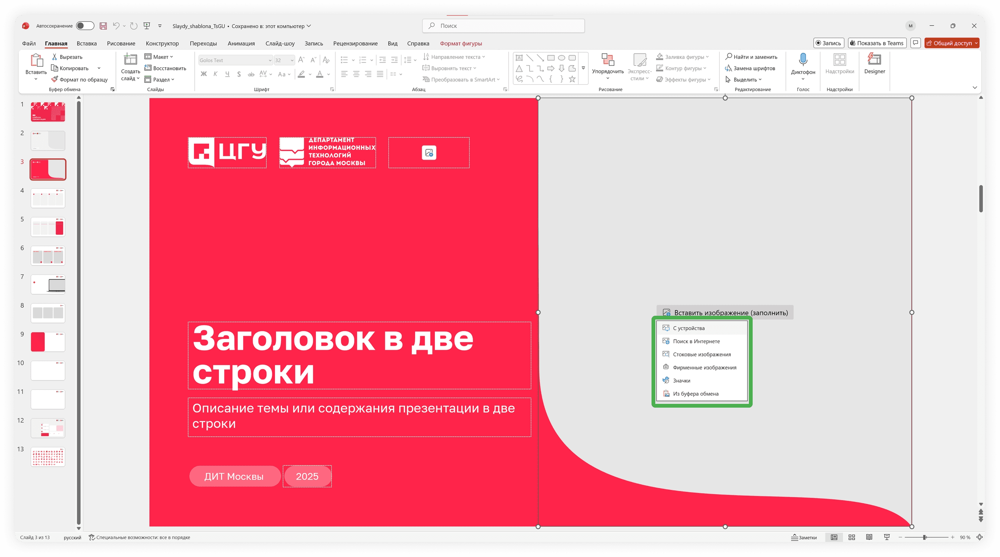 Автосохранение
Slaydy_shablona_TsGU • Сохранено в: этот компьютер
Поиск
M
Файл Главная Вставка Рисование Конструктор Переходы Анимация Слайд-шоу Запись Рецензирование Вид Справка Формат фигуры
Запись Показать в Teams Общий доступ
Вставить
Вырезать
Копировать
Формат по образцу
Буфер обмена
Создать слайд
Макет
Восстановить
Раздел
Слайды
Golos Text 32
Ж К Ч S ab AV Aa A
Шрифт
Направление текста
Выровнять текст
Преобразовать в SmartArt
Абзац
Упорядочить
Экспресс-стили
Заливка фигуры
Контур фигуры
Эффекты фигуры
Рисование
Найти и заменить
Замена шрифтов
Выделить
Редактирование
Диктофон
Голос
Надстройки
Надстройки
Designer
1
2
3
4
5
6
7
8
9
10
11
12
13
ЦГУ
ДЕПАРТАМЕНТ
ИНФОРМАЦИОННЫХ
ТЕХНОЛОГИЙ
ГОРОДА МОСКВЫ
Заголовок в две
строки
Описание темы или содержания презентации в две
строки
ДИТ Москвы 2025
Вставить изображение (заполнить)
С устройства
Поиск в Интернете
Стоковые изображения
Фирменные изображения
Значки
Из буфера обмена
Слайд 3 из 13 русский Специальные возможности: все в порядке
Заметки 90 %